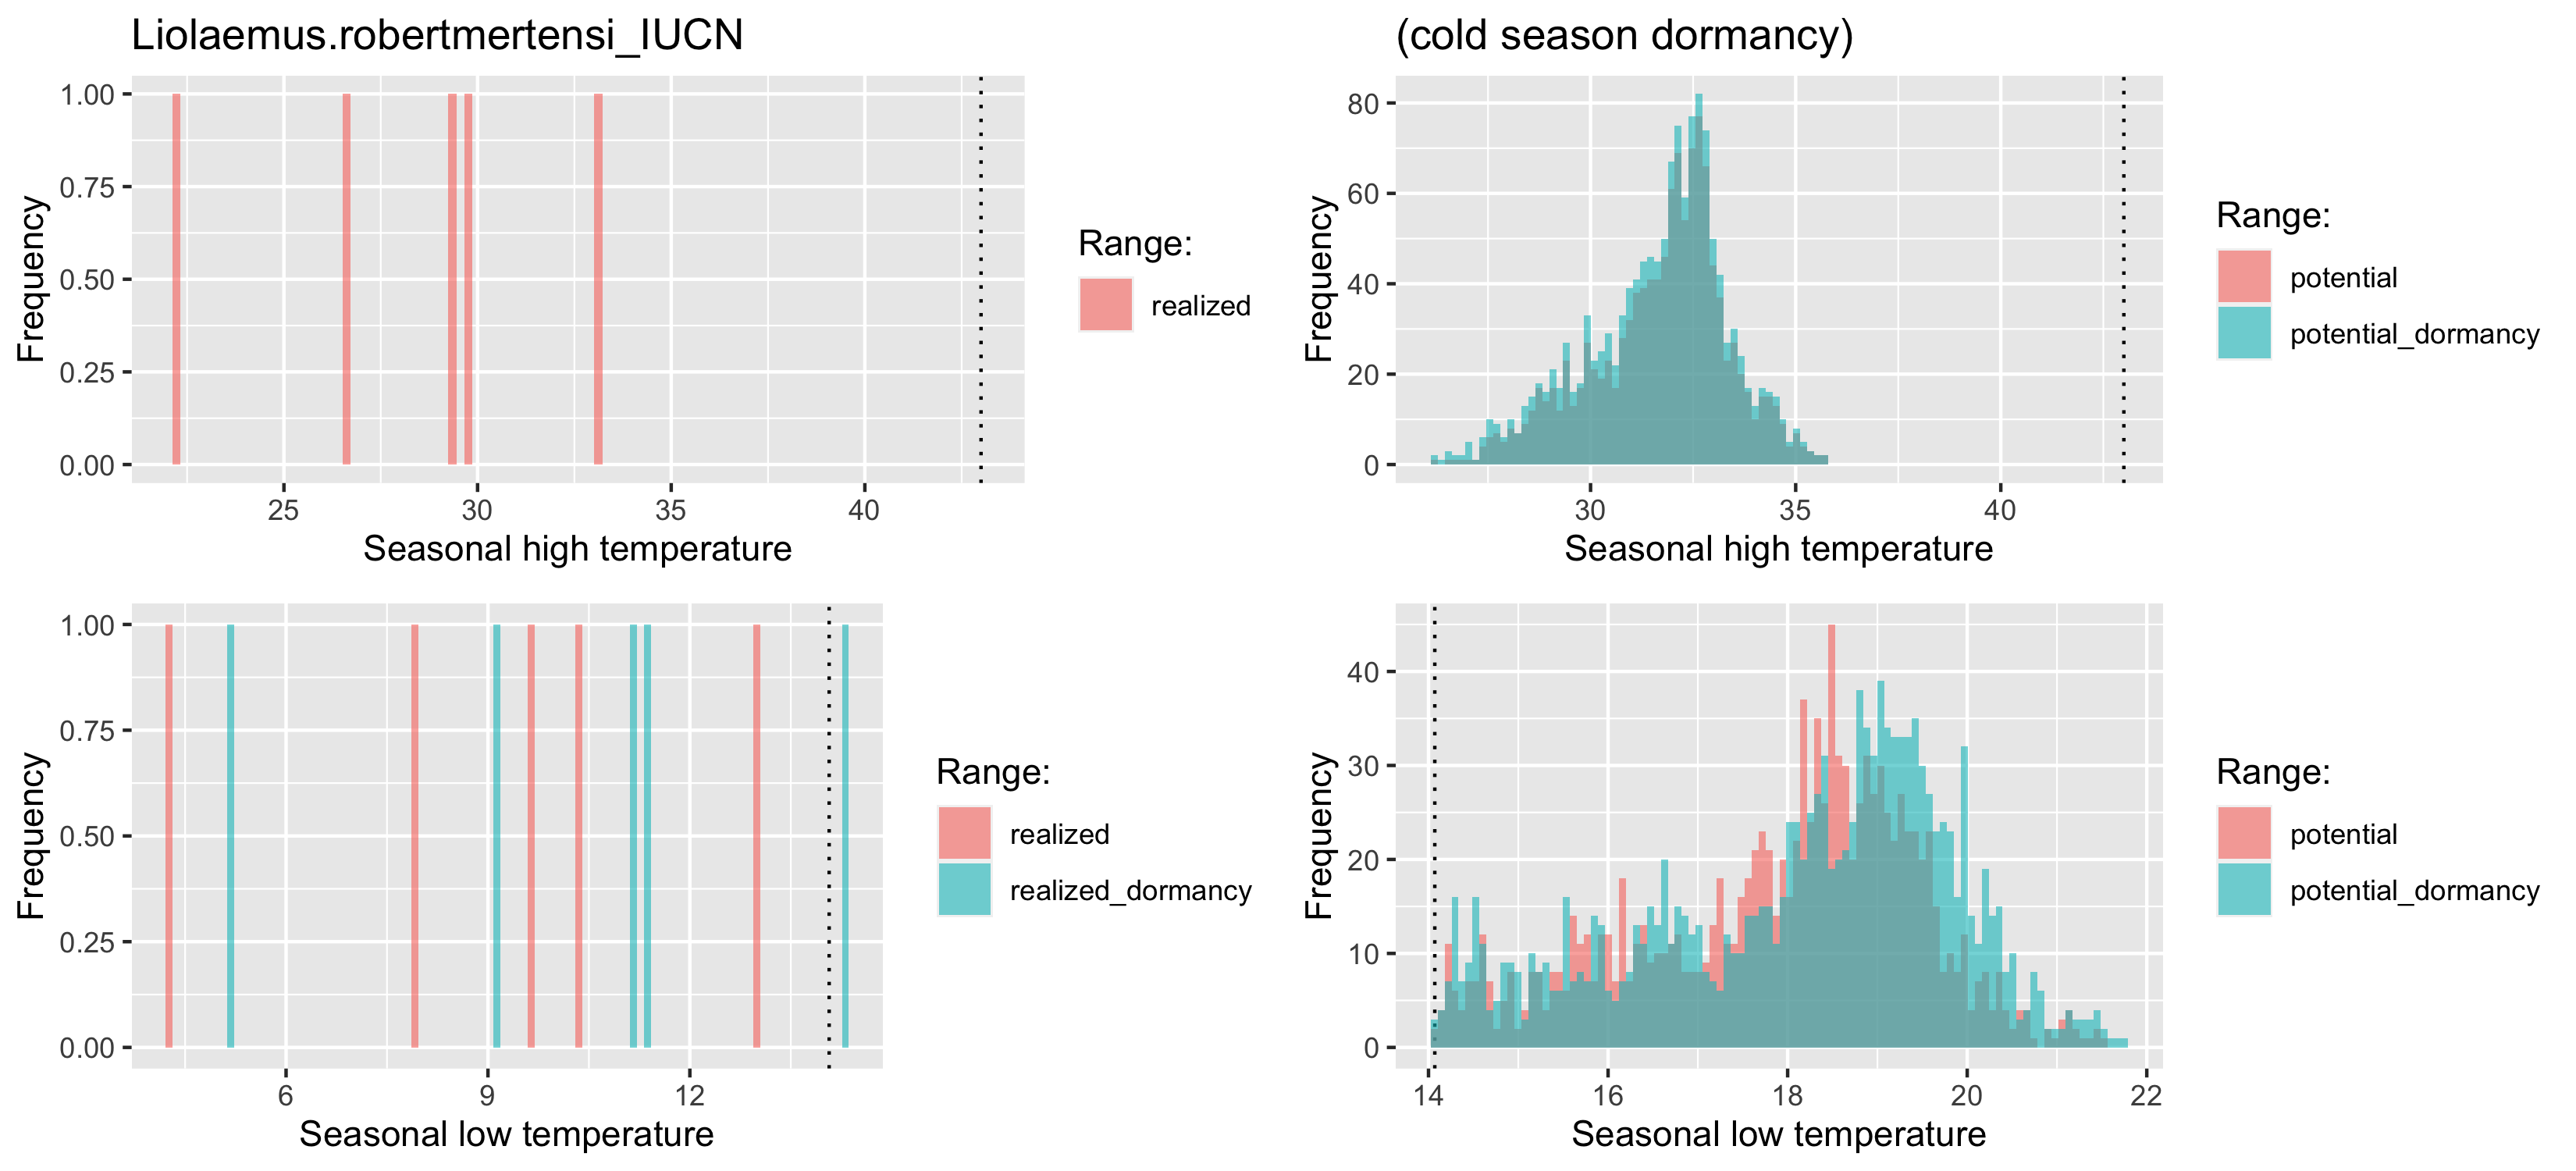 Liolaemus.robertmertensi_IUCN
(cold season dormancy)
1.00
0.75
0.50
0.25
0.00
Frequency
25 30 35 40
Seasonal high temperature
Range:
realized
80
60
40
20
0
Frequency
30 35 40
Seasonal high temperature
Range:
potential
potential_dormancy
1.00
0.75
0.50
0.25
0.00
Frequency
6 9 12
Seasonal low temperature
Range:
realized
realized_dormancy
40
30
20
10
0
Frequency
14 16 18 20 22
Seasonal low temperature
Range:
potential
potential_dormancy